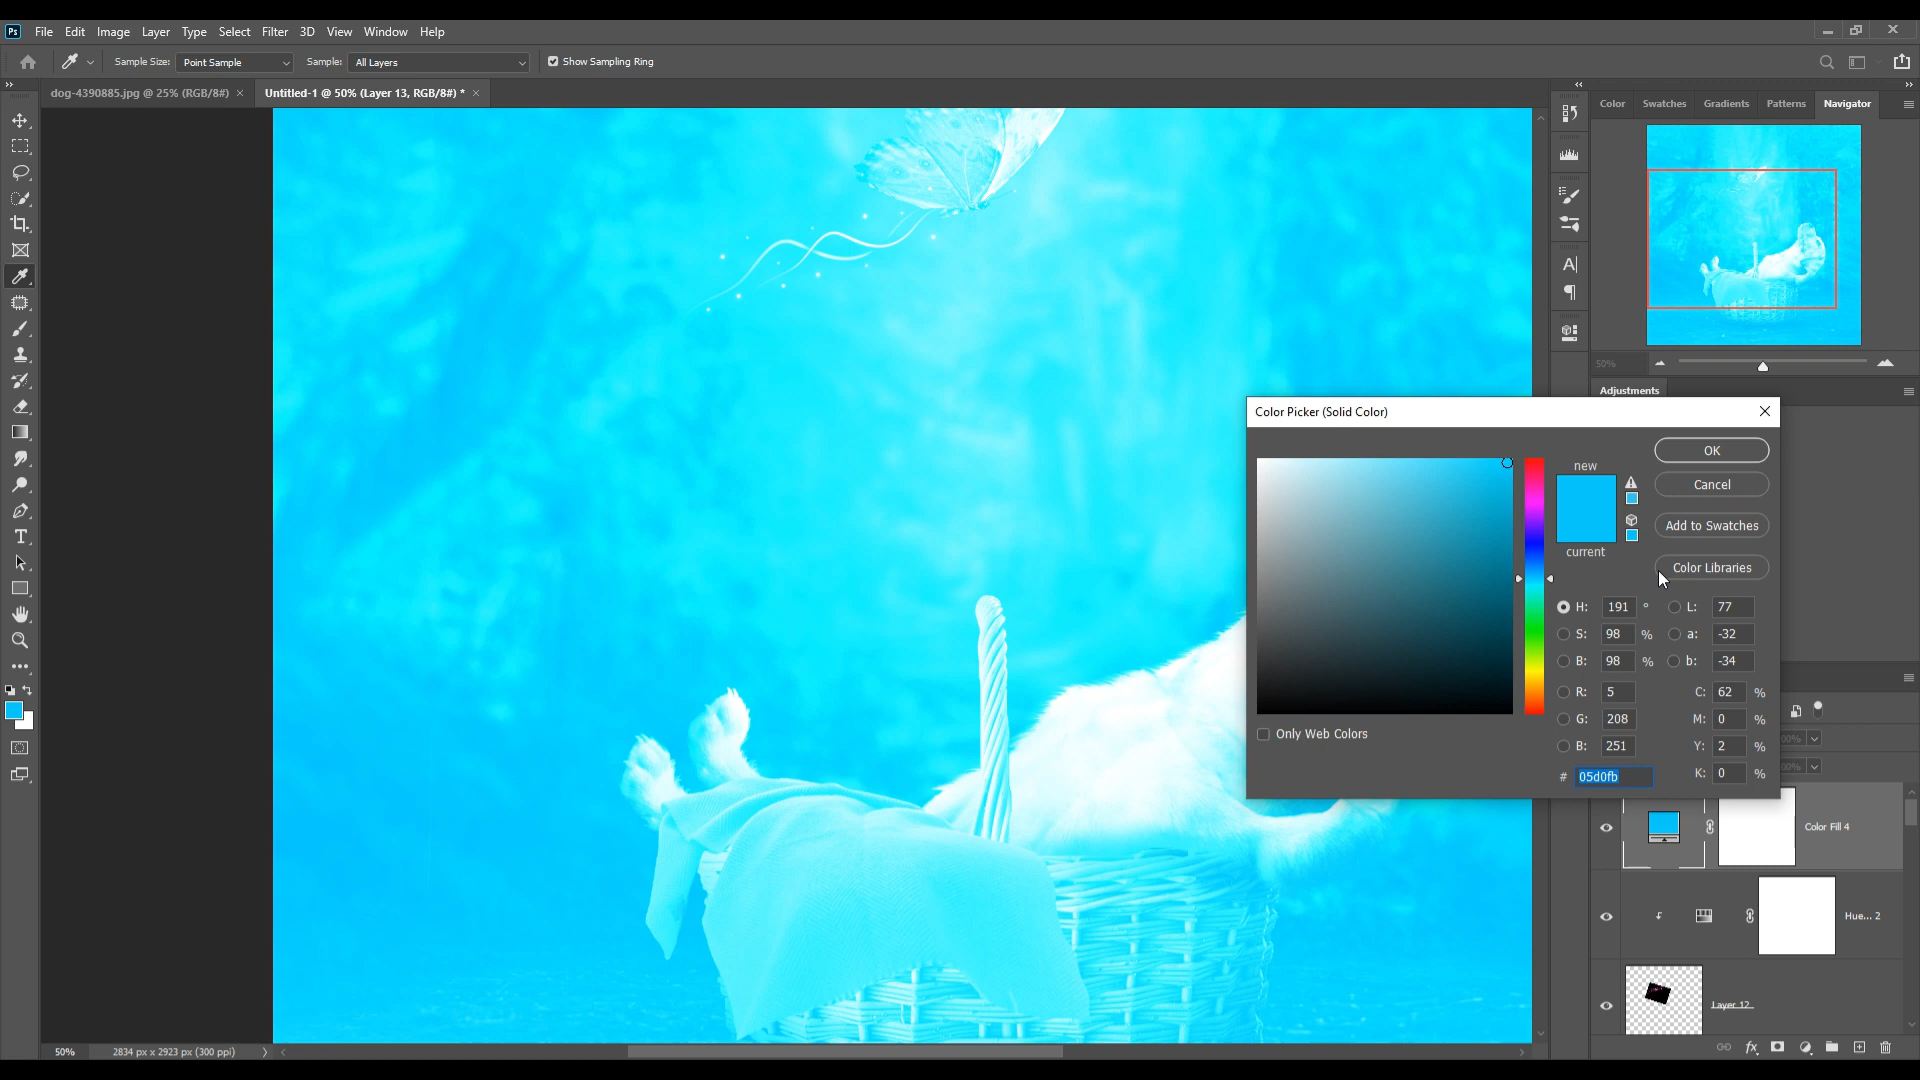 Ps File Edit Image Layer Type Select Filter 3D View Window Help
Sample Size: Point Sample Sample: All Layers Show Sampling Ring
dog-4390885.jpg @ 25% (RGB/8#) × Untitled-1 @ 50% (Layer 13, RGB/8#) * ×
Color Swatches Gradients Patterns Navigator
50%
Adjustments
Color Picker (Solid Color)
new
current
OK
Cancel
Add to Swatches
Color Libraries
H: 191 ° L: 77
S: 98 % a: -32
B: 98 % b: -34
R: 5 C: 62 %
G: 208 M: 0 %
B: 251 Y: 2 %
# 05d0fb K: 0 %
Only Web Colors
Color Fill 4
Hue... 2
Layer 12
50% 2834 px x 2923 px (300 ppi)